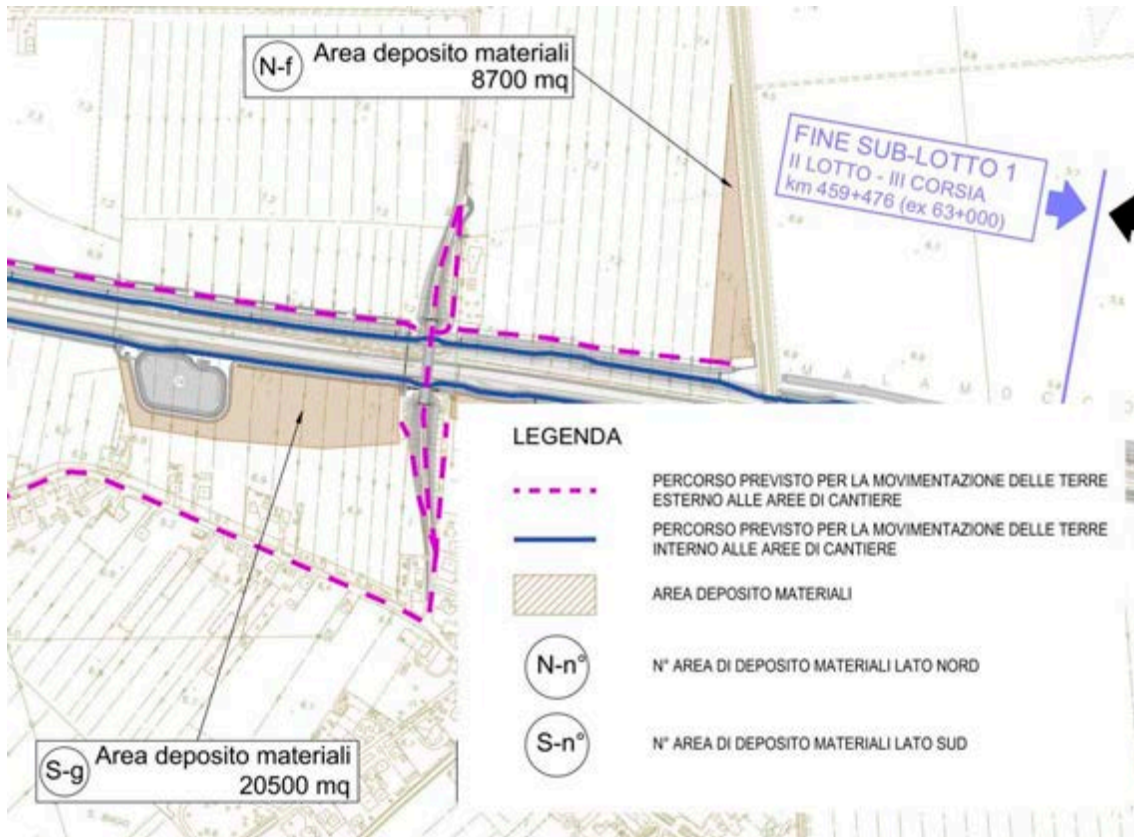 N-f
Area deposito materiali
8700 mq
FINE SUB-LOTTO 1
II LOTTO - III CORSIA
km 459+476 (ex 63+000)
M A L A M O C C O
LEGENDA
PERCORSO PREVISTO PER LA MOVIMENTAZIONE DELLE TERRE
ESTERNO ALLE AREE DI CANTIERE
PERCORSO PREVISTO PER LA MOVIMENTAZIONE DELLE TERRE
INTERNO ALLE AREE DI CANTIERE
AREA DEPOSITO MATERIALI
N-n°
N° AREA DI DEPOSITO MATERIALI LATO NORD
S-n°
N° AREA DI DEPOSITO MATERIALI LATO SUD
S-g
Area deposito materiali
20500 mq